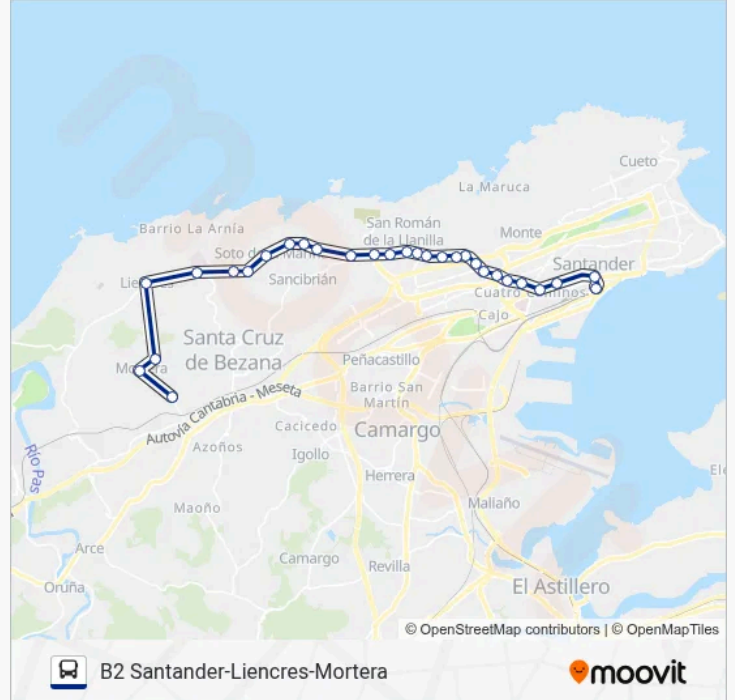 Cueto
La Maruca
San Román
de la Llanilla
Barrio La Arnía
Monte
Santander
Sancibrián
Cuatro Caminos
Cajo
Santa Cruz
de Bezana
Peñacastillo
Barrio San
Martín
Autovía Cantabria - Meseta
Cacicedo
Camargo
Azoños
Igollo
Río Pas
Herrera
Maoño
Maliaño
Arce
Camargo
Revilla
Oruña
El Astillero
© OpenStreetMap contributors | © OpenMapTiles
B2 Santander-Liencres-Mortera
moovit